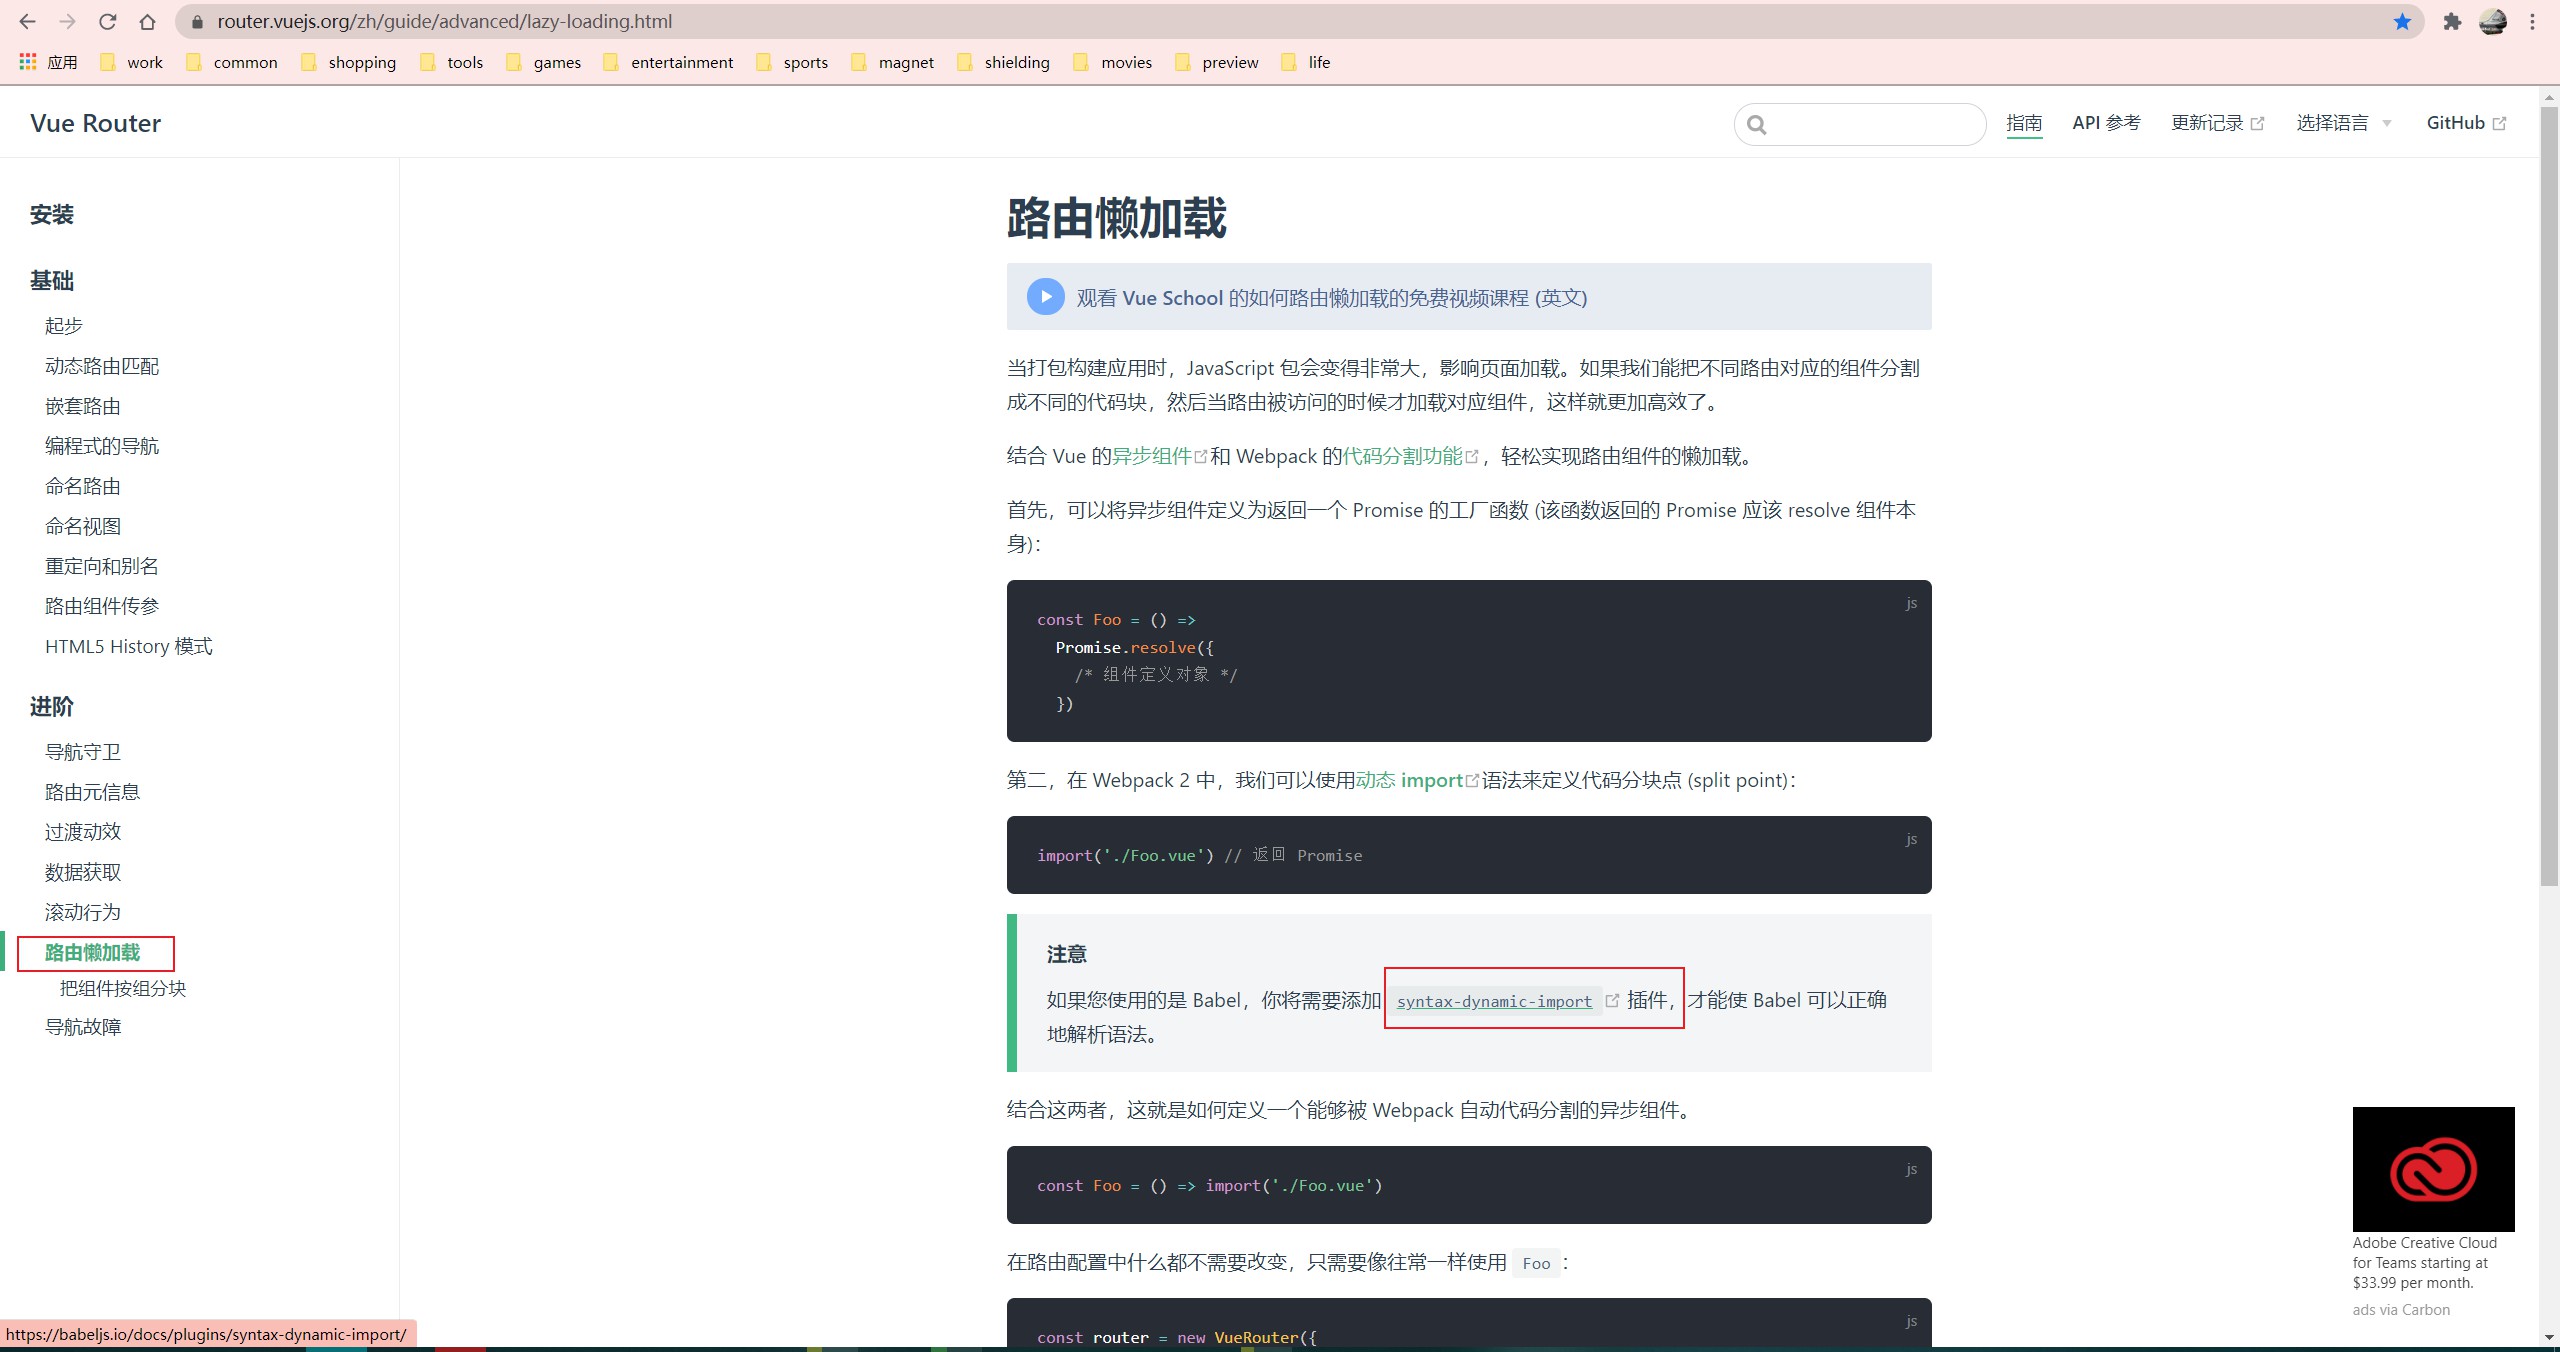 router.vuejs.org/zh/guide/advanced/lazy-loading.html
应用 work common shopping tools games entertainment sports magnet shielding movies preview life
Vue Router
指南 API 参考 更新记录 选择语言 GitHub
安装
基础
起步
动态路由匹配
嵌套路由
编程式的导航
命名路由
命名视图
重定向和别名
路由组件传参
HTML5 History 模式
进阶
导航守卫
路由元信息
过渡动效
数据获取
滚动行为
路由懒加载
把组件按组分块
导航故障
路由懒加载
观看 Vue School 的如何路由懒加载的免费视频课程 (英文)
当打包构建应用时，JavaScript 包会变得非常大，影响页面加载。如果我们能把不同路由对应的组件分割
成不同的代码块，然后当路由被访问的时候才加载对应组件，这样就更加高效了。
结合 Vue 的异步组件和 Webpack 的代码分割功能，轻松实现路由组件的懒加载。
首先，可以将异步组件定义为返回一个 Promise 的工厂函数 (该函数返回的 Promise 应该 resolve 组件本
身)：
js
const Foo = () =>
Promise.resolve({
/* 组件定义对象 */
})
第二，在 Webpack 2 中，我们可以使用动态 import语法来定义代码分块点 (split point)：
js
import('./Foo.vue') // 返回 Promise
注意
如果您使用的是 Babel，你将需要添加 syntax-dynamic-import 插件，才能使 Babel 可以正确
地解析语法。
结合这两者，这就是如何定义一个能够被 Webpack 自动代码分割的异步组件。
js
const Foo = () => import('./Foo.vue')
在路由配置中什么都不需要改变，只需要像往常一样使用 Foo：
js
const router = new VueRouter({
Adobe Creative Cloud
for Teams starting at
$33.99 per month.
ads via Carbon
https://babeljs.io/docs/plugins/syntax-dynamic-import/